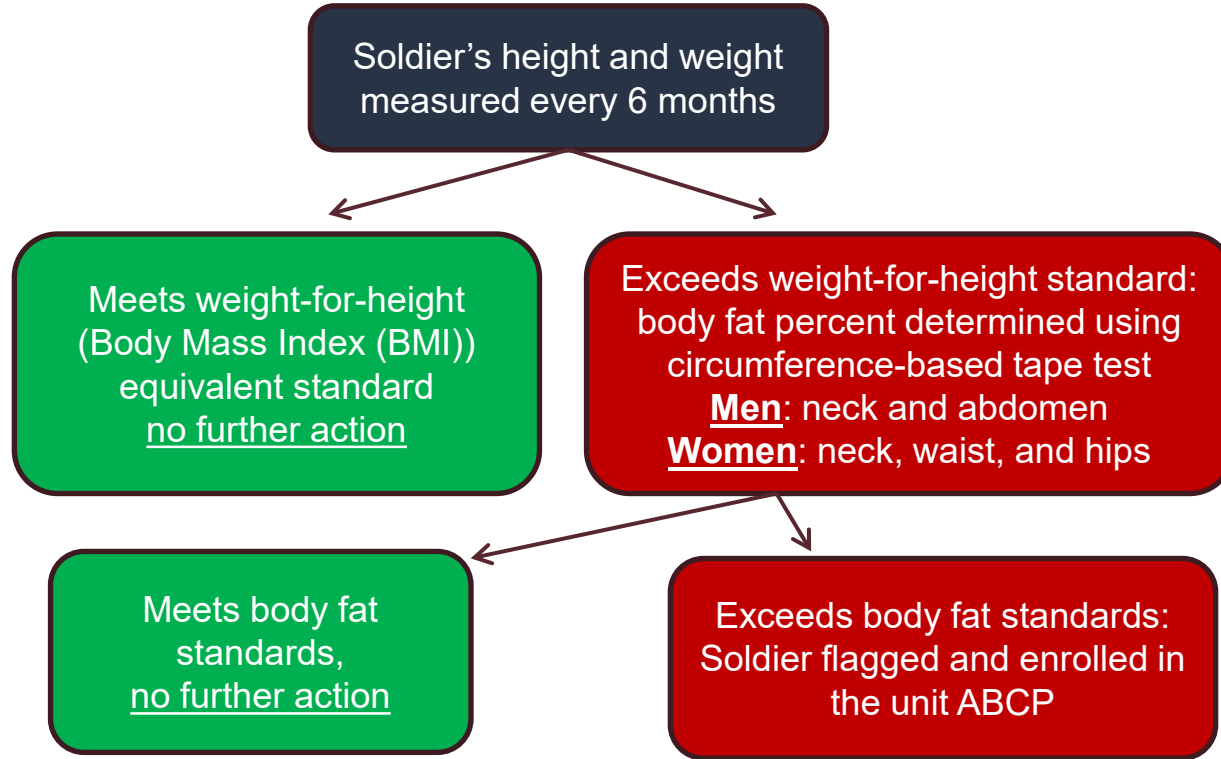 Soldier’s height and weight
measured every 6 months
Meets weight-for-height
(Body Mass Index (BMI))
equivalent standard
no further action
Exceeds weight-for-height standard:
body fat percent determined using
circumference-based tape test
Men: neck and abdomen
Women: neck, waist, and hips
Meets body fat
standards,
no further action
Exceeds body fat standards:
Soldier flagged and enrolled in
the unit ABCP